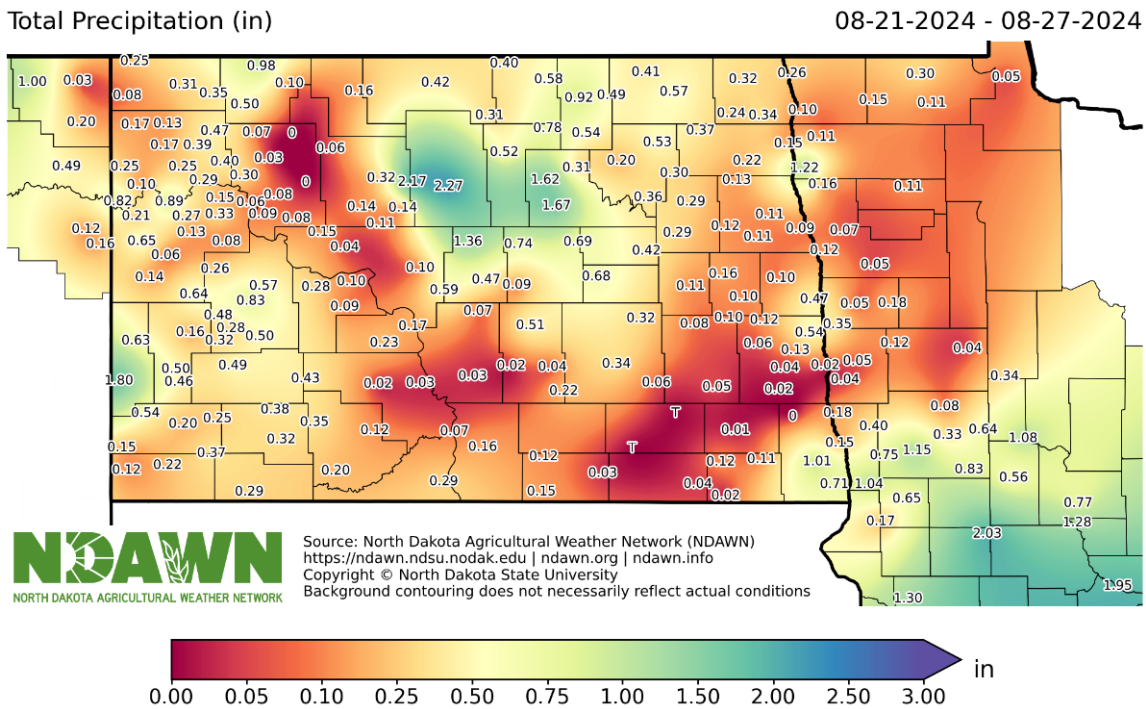 Total Precipitation (in) 08-21-2024 - 08-27-2024
0.25 0.98 0.40
1.00 0.03 0.31 0.10 0.42 0.58 0.41 0.57 0.32 0.26 0.30 0.05
0.08 0.35 0.50 0.16 0.92 0.49 0.15 0.11
0.20 0.17 0.13 0.31 0.24 0.34 0.10
0.47 0.07 0 0.78 0.54 0.37 0.11
0.17 0.39 0.06 0.52 0.53 0.15
0.49 0.25 0.25 0.40 0.03 0.31 0.20 0.22 1.22
0.10 0.29 0.30 0 0.32 2.17 2.27 1.62 0.30 0.13 0.16 0.11
0.82 0.89 0.15 0.06 0.08 0.14 0.14 1.67 0.36 0.29
0.21 0.27 0.33 0.09 0.08 0.11 0.11
0.12 0.13 0.15 0.29 0.12 0.11 0.09 0.07
0.16 0.65 0.08 0.04 1.36 0.74 0.69 0.42 0.12
0.06 0.26 0.10 0.05
0.14 0.57 0.28 0.10 0.47 0.09 0.68 0.16 0.10
0.64 0.83 0.09 0.59 0.11 0.10 0.47 0.05 0.18
0.48 0.07 0.32 0.08 0.10 0.12 0.35
0.16 0.28 0.17 0.51 0.54
0.63 0.32 0.50 0.23 0.06 0.13 0.12 0.04
0.50 0.49 0.02 0.04 0.34 0.04 0.02 0.05
1.80 0.46 0.43 0.02 0.03 0.03 0.22 0.06 0.05 0.02 0.04 0.34
0.54 0.20 0.25 0.38 0.35 T 0 0.18 0.08
0.12 0.07 0.01 0.40 0.33 0.64
0.15 0.37 0.32 0.16 T 0.15 0.75 1.15 1.08
0.12 0.22 0.20 0.12 0.03 0.12 0.11 1.01 0.83 0.56
0.29 0.29 0.15 0.04 0.02 0.71 1.04 0.65 0.77
0.17 2.03 1.28
1.30 1.95
NDAWN
NORTH DAKOTA AGRICULTURAL WEATHER NETWORK
Source: North Dakota Agricultural Weather Network (NDAWN)
https://ndawn.ndsu.nodak.edu | ndawn.org | ndawn.info
Copyright © North Dakota State University
Background contouring does not necessarily reflect actual conditions
0.00 0.05 0.10 0.25 0.50 0.75 1.00 1.50 2.00 2.50 3.00 in